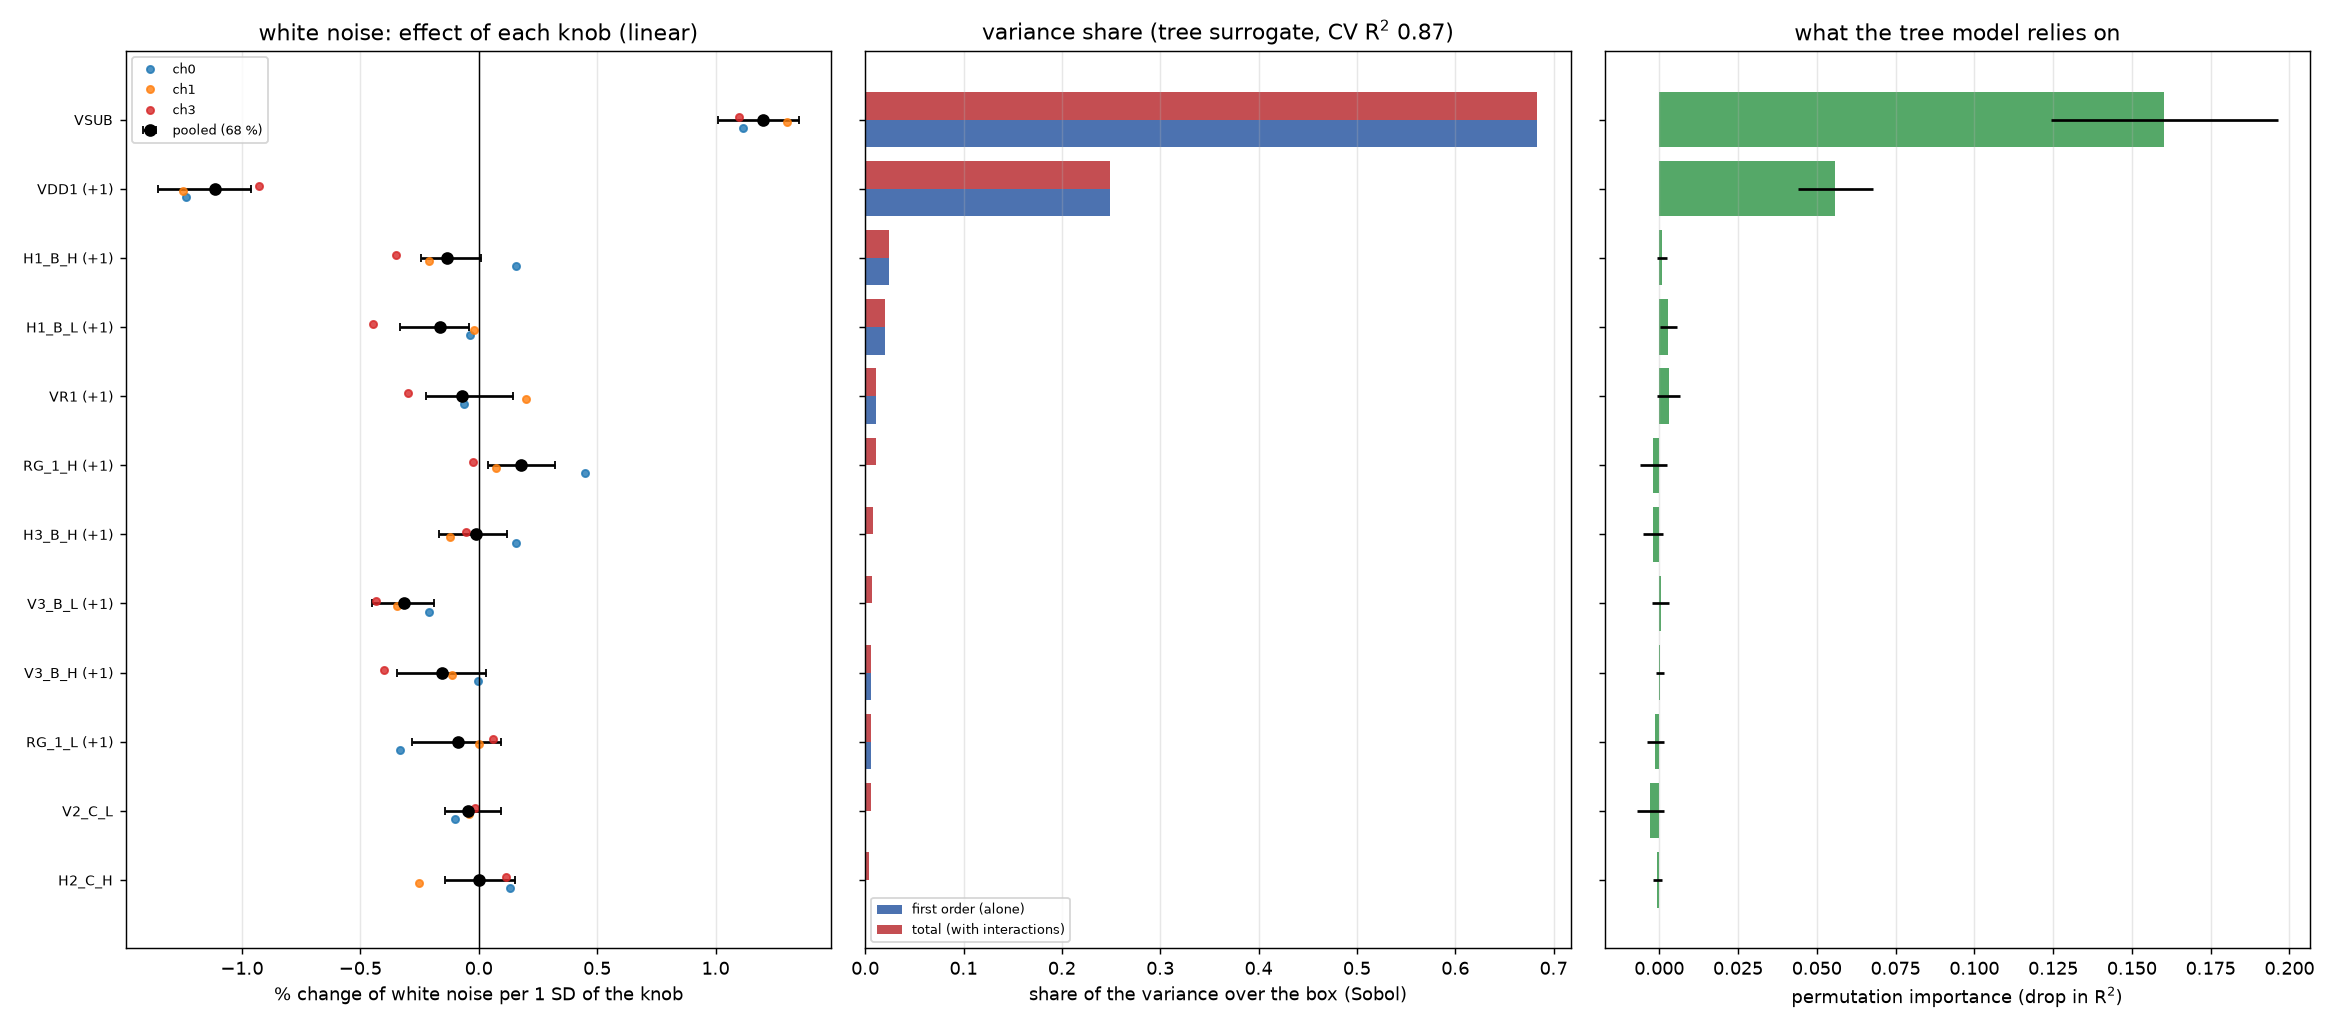 white noise: effect of each knob (linear)
ch0
ch1
ch3
pooled (68 %)
VSUB
VDD1 (+1)
H1_B_H (+1)
H1_B_L (+1)
VR1 (+1)
RG_1_H (+1)
H3_B_H (+1)
V3_B_L (+1)
V3_B_H (+1)
RG_1_L (+1)
V2_C_L
H2_C_H
−1.0 −0.5 0.0 0.5 1.0
% change of white noise per 1 SD of the knob
variance share (tree surrogate, CV R² 0.87)
first order (alone)
total (with interactions)
0.0 0.1 0.2 0.3 0.4 0.5 0.6 0.7
share of the variance over the box (Sobol)
what the tree model relies on
0.000 0.025 0.050 0.075 0.100 0.125 0.150 0.175 0.200
permutation importance (drop in R²)